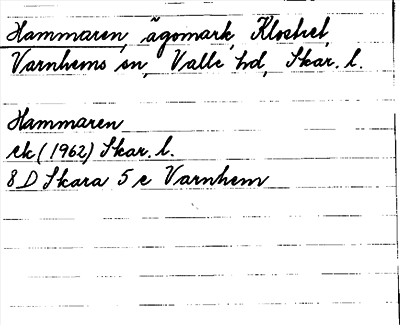 Hammaren, ägomark, Klostret,
Varnhems sn, Valle hd, Skar. l.
Hammaren
ek (1962) Skar. l.
8 D Skara 5 e Varnhem